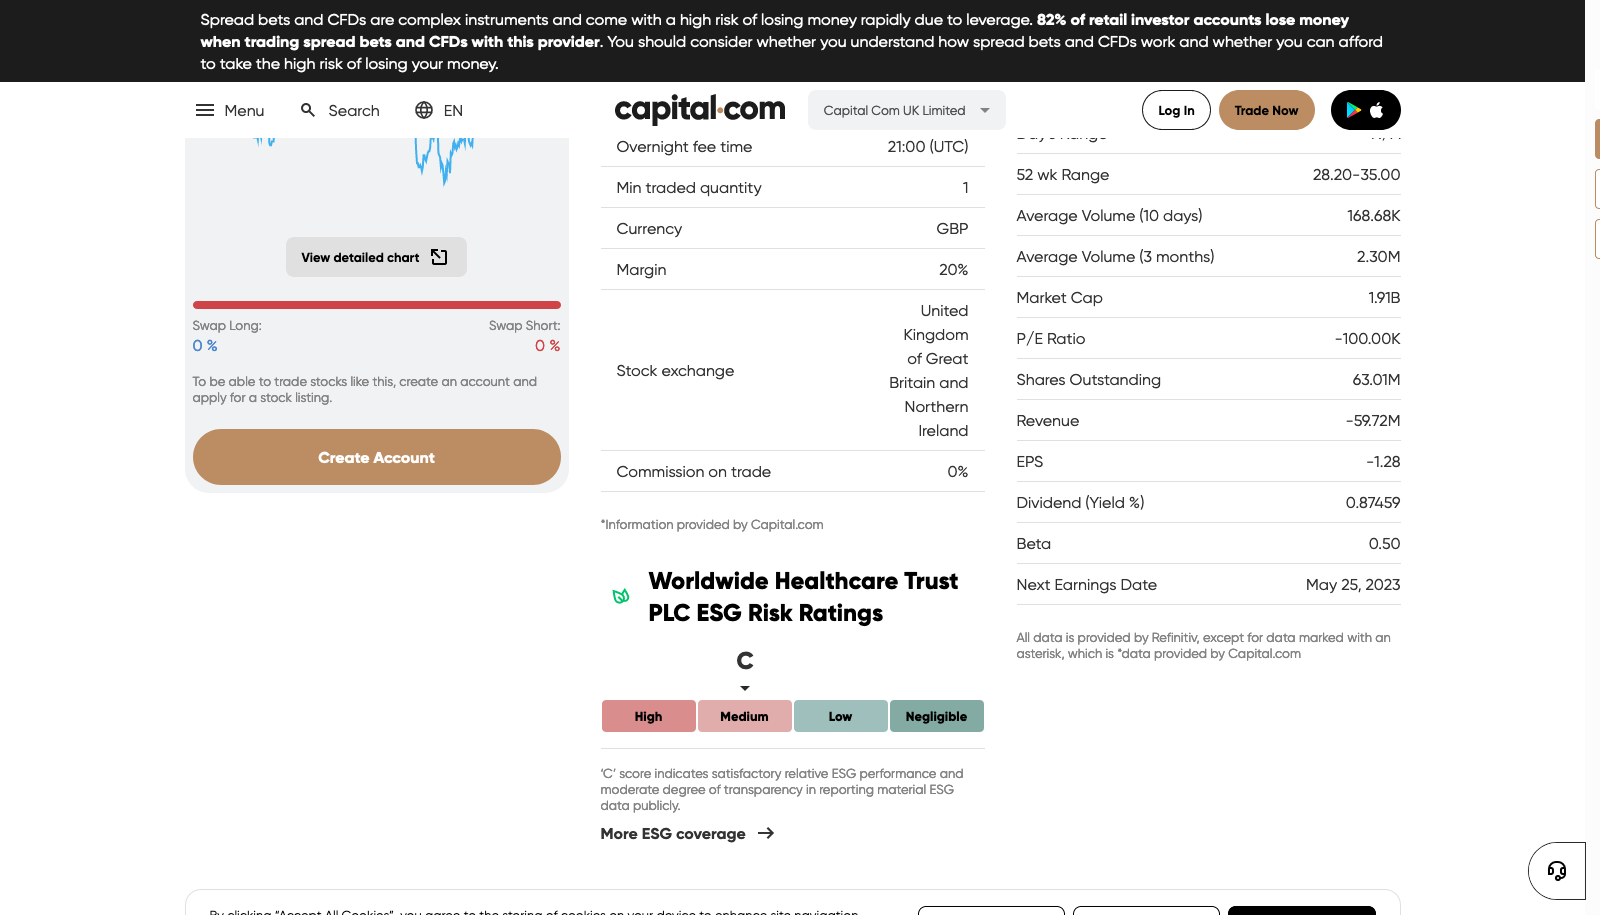 Spread bets and CFDs are complex instruments and come with a high risk of losing money rapidly due to leverage. 82% of retail investor accounts lose money
when trading spread bets and CFDs with this provider. You should consider whether you understand how spread bets and CFDs work and whether you can afford
to take the high risk of losing your money.
Menu
Search
EN
capital.com
Capital Com UK Limited
Log In
Trade Now
View detailed chart
Swap Long:
Swap Short:
0 %
0 %
To be able to trade stocks like this, create an account and
apply for a stock listing.
Create Account
Overnight fee time 21:00 (UTC)
Min traded quantity 1
Currency GBP
Margin 20%
Stock exchange
United
Kingdom
of Great
Britain and
Northern
Ireland
Commission on trade 0%
*Information provided by Capital.com
Worldwide Healthcare Trust
PLC ESG Risk Ratings
C
High
Medium
Low
Negligible
‘C’ score indicates satisfactory relative ESG performance and
moderate degree of transparency in reporting material ESG
data publicly.
More ESG coverage
52 wk Range 28.20-35.00
Average Volume (10 days) 168.68K
Average Volume (3 months) 2.30M
Market Cap 1.91B
P/E Ratio -100.00K
Shares Outstanding 63.01M
Revenue -59.72M
EPS -1.28
Dividend (Yield %) 0.87459
Beta 0.50
Next Earnings Date May 25, 2023
All data is provided by Refinitiv, except for data marked with an
asterisk, which is *data provided by Capital.com
By clicking “Accept All Cookies”, you agree to the storing of cookies on your device to enhance site navigation,